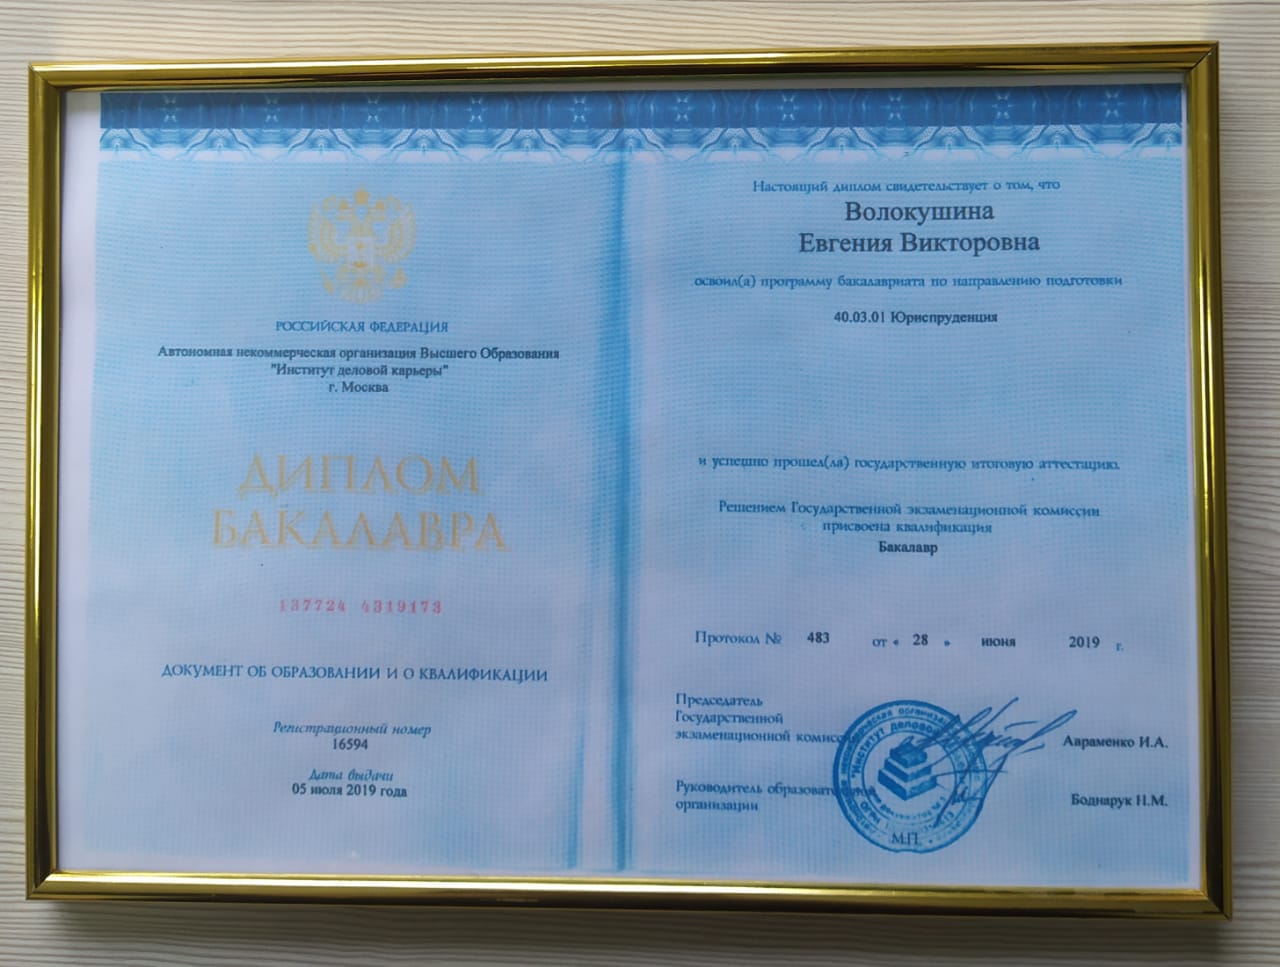 РОССИЙСКАЯ ФЕДЕРАЦИЯ
Автономная некоммерческая организация Высшего Образования
"Институт деловой карьеры"
г. Москва
ДИПЛОМ
БАКАЛАВРА
137724 4319173
ДОКУМЕНТ ОБ ОБРАЗОВАНИИ И О КВАЛИФИКАЦИИ
Регистрационный номер
16594
Дата выдачи
05 июля 2019 года
Настоящий диплом свидетельствует о том, что
Волокушина
Евгения Викторовна
освоил(а) программу бакалавриата по направлению подготовки
40.03.01 Юриспруденция
и успешно прошел(ла) государственную итоговую аттестацию.
Решением Государственной экзаменационной комиссии
присвоена квалификация
Бакалавр
Протокол № 483 от « 28 » июня 2019 г.
Председатель
Государственной
экзаменационной комиссии
Авраменко И.А.
Руководитель образовательной
организации
Боднарук Н.М.
М.П.
"Институт деловой